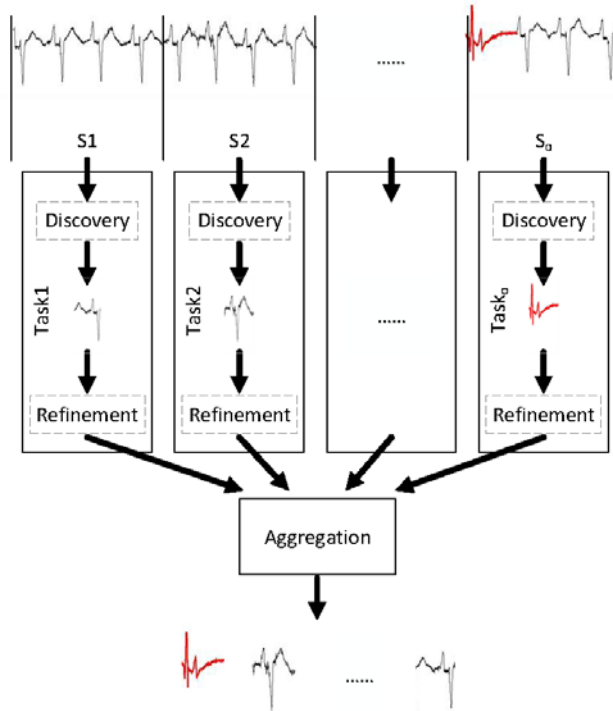 ......
S1 S2 Sα
Discovery Discovery Discovery
Task1 Task2 ...... Taskα
Refinement Refinement Refinement
Aggregation
......